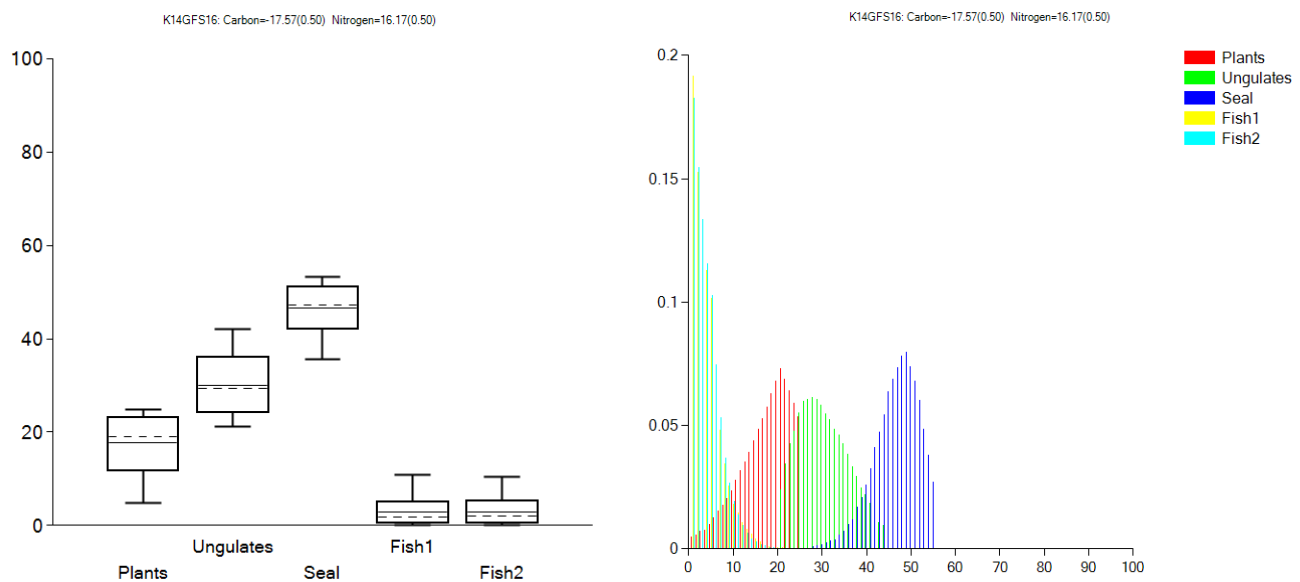 K14GFS16: Carbon=-17.57(0.50) Nitrogen=16.17(0.50)
100
80
60
40
20
0
Ungulates Fish1
Plants Seal Fish2
K14GFS16: Carbon=-17.57(0.50) Nitrogen=16.17(0.50)
0.2
0.15
0.1
0.05
0
0 10 20 30 40 50 60 70 80 90 100
Plants
Ungulates
Seal
Fish1
Fish2